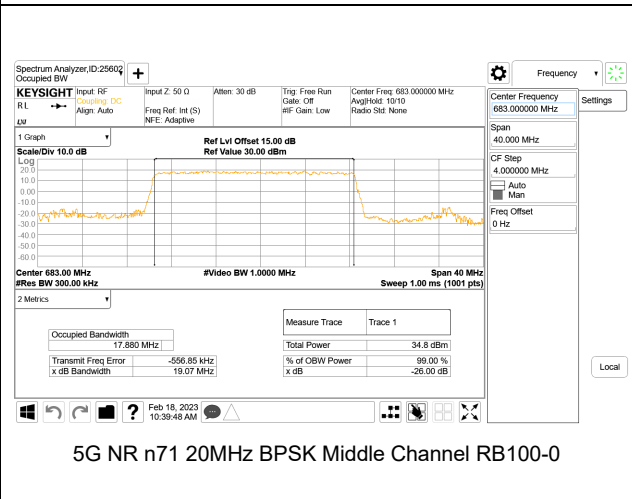 Spectrum Analyzer,ID:25602
Occupied BW
+
Frequency
KEYSIGHT
RL
Input: RF
Coupling: DC
Align: Auto
Input Z: 50 Ω
Freq Ref: Int (S)
NFE: Adaptive
Atten: 30 dB
Trig: Free Run
Gate: Off
#IF Gain: Low
Center Freq: 683.000000 MHz
Avg|Hold: 10/10
Radio Std: None
Center Frequency
683.000000 MHz
Settings
Span
40.000 MHz
CF Step
4.000000 MHz
Auto
Man
Freq Offset
0 Hz
Local
1 Graph
Scale/Div 10.0 dB
Ref Lvl Offset 15.00 dB
Ref Value 30.00 dBm
Log
20.0
10.0
0.00
-10.0
-20.0
-30.0
-40.0
-50.0
-60.0
Center 683.00 MHz
#Res BW 300.00 kHz
#Video BW 1.0000 MHz
Span 40 MHz
Sweep 1.00 ms (1001 pts)
2 Metrics
Occupied Bandwidth
17.880 MHz
Transmit Freq Error -556.85 kHz
x dB Bandwidth 19.07 MHz
Measure Trace Trace 1
Total Power 34.8 dBm
% of OBW Power 99.00 %
x dB -26.00 dB
?
Feb 18, 2023
10:39:48 AM
5G NR n71 20MHz BPSK Middle Channel RB100-0